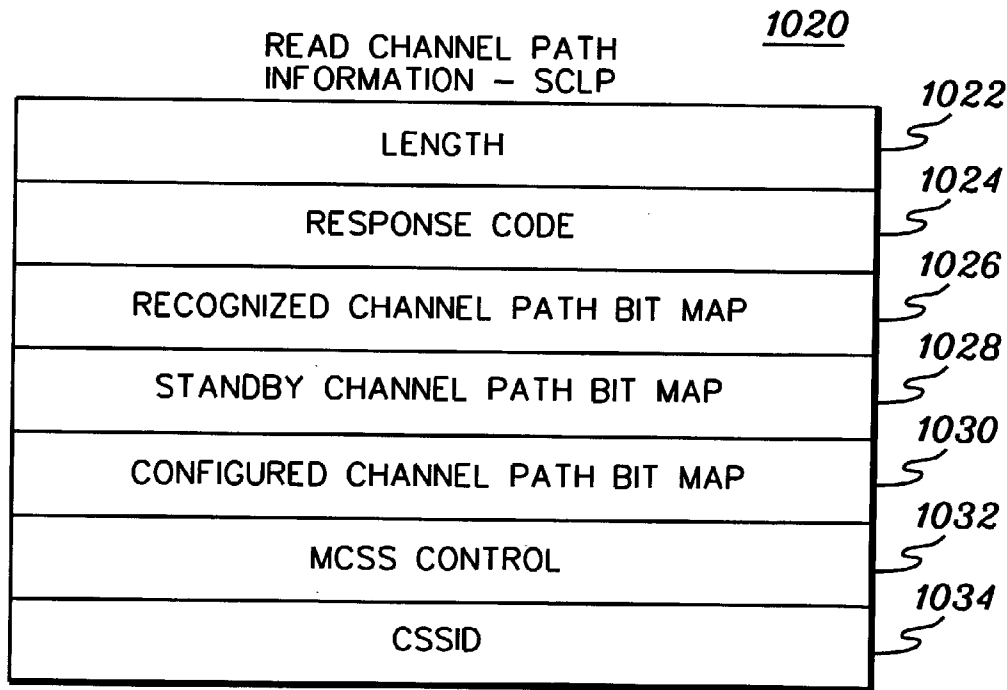 1020
READ CHANNEL PATH
INFORMATION – SCLP
LENGTH
1022
RESPONSE CODE
1024
RECOGNIZED CHANNEL PATH BIT MAP
1026
STANDBY CHANNEL PATH BIT MAP
1028
CONFIGURED CHANNEL PATH BIT MAP
1030
MCSS CONTROL
1032
CSSID
1034